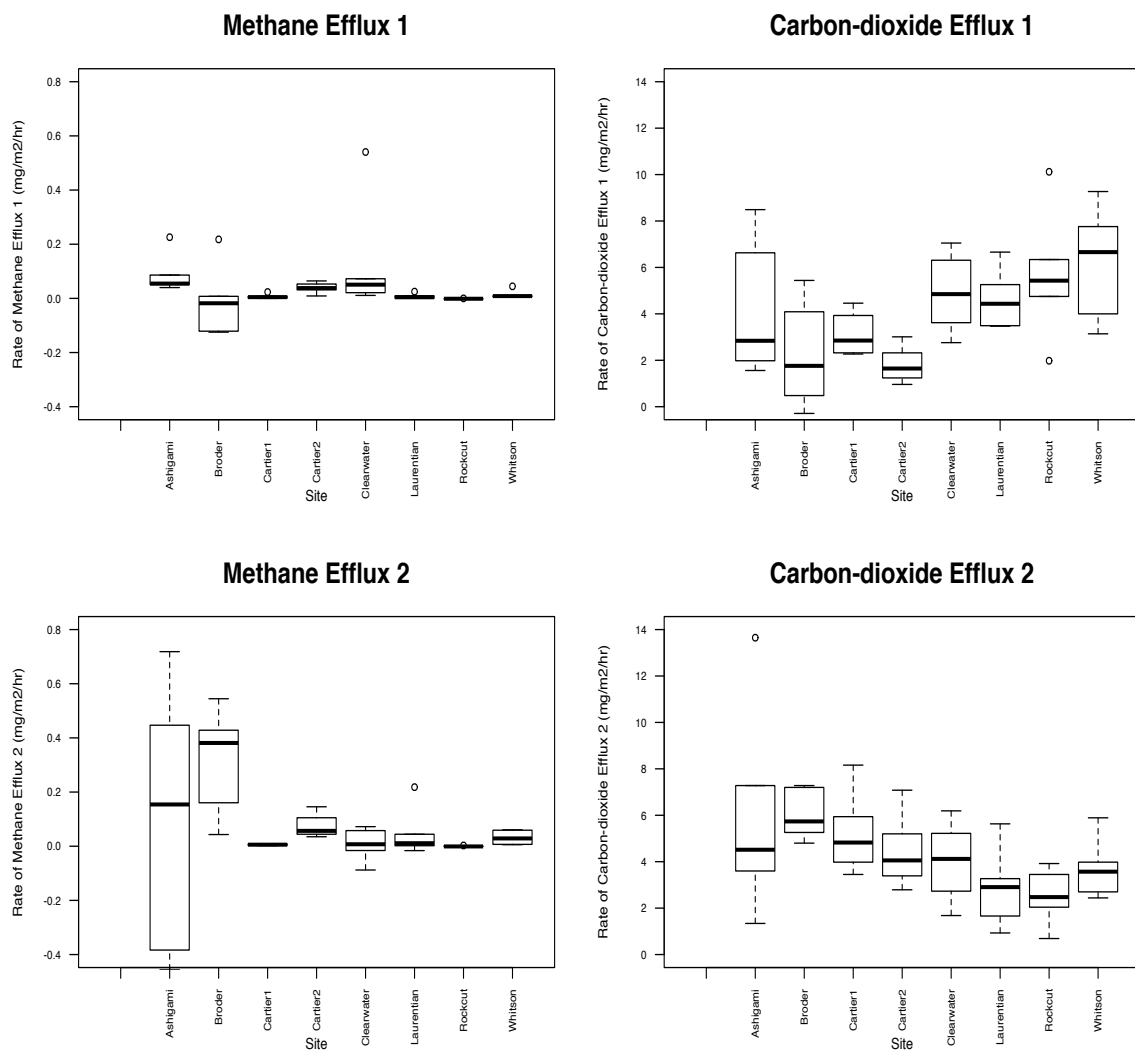 Methane Efflux 1
Rate of Methane Efflux 1 (mg/m2/hr)
0.8
0.6
0.4
0.2
0.0
-0.2
-0.4
Ashigami
Broder
Cartier1
Cartier2
Clearwater
Laurentian
Rockcut
Whitson
Site
Carbon-dioxide Efflux 1
Rate of Carbon-dioxide Efflux 1 (mg/m2/hr)
14
12
10
8
6
4
2
0
Ashigami
Broder
Cartier1
Cartier2
Clearwater
Laurentian
Rockcut
Whitson
Site
Methane Efflux 2
Rate of Methane Efflux 2 (mg/m2/hr)
0.8
0.6
0.4
0.2
0.0
-0.2
-0.4
Ashigami
Broder
Cartier1
Cartier2
Clearwater
Laurentian
Rockcut
Whitson
Site
Carbon-dioxide Efflux 2
Rate of Carbon-dioxide Efflux 2 (mg/m2/hr)
14
12
10
8
6
4
2
0
Ashigami
Broder
Cartier1
Cartier2
Clearwater
Laurentian
Rockcut
Whitson
Site